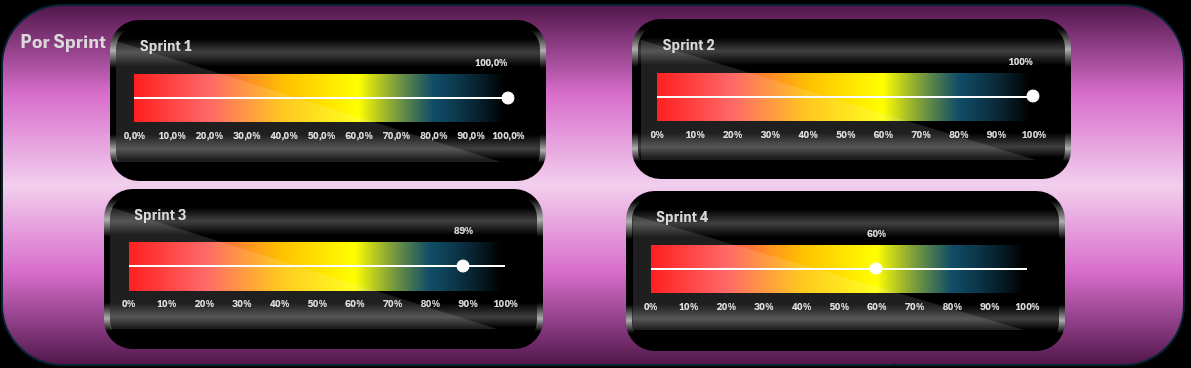 Por Sprint
Sprint 1
100,0%
0,0% 10,0% 20,0% 30,0% 40,0% 50,0% 60,0% 70,0% 80,0% 90,0% 100,0%
Sprint 2
100%
0% 10% 20% 30% 40% 50% 60% 70% 80% 90% 100%
Sprint 3
89%
0% 10% 20% 30% 40% 50% 60% 70% 80% 90% 100%
Sprint 4
60%
0% 10% 20% 30% 40% 50% 60% 70% 80% 90% 100%